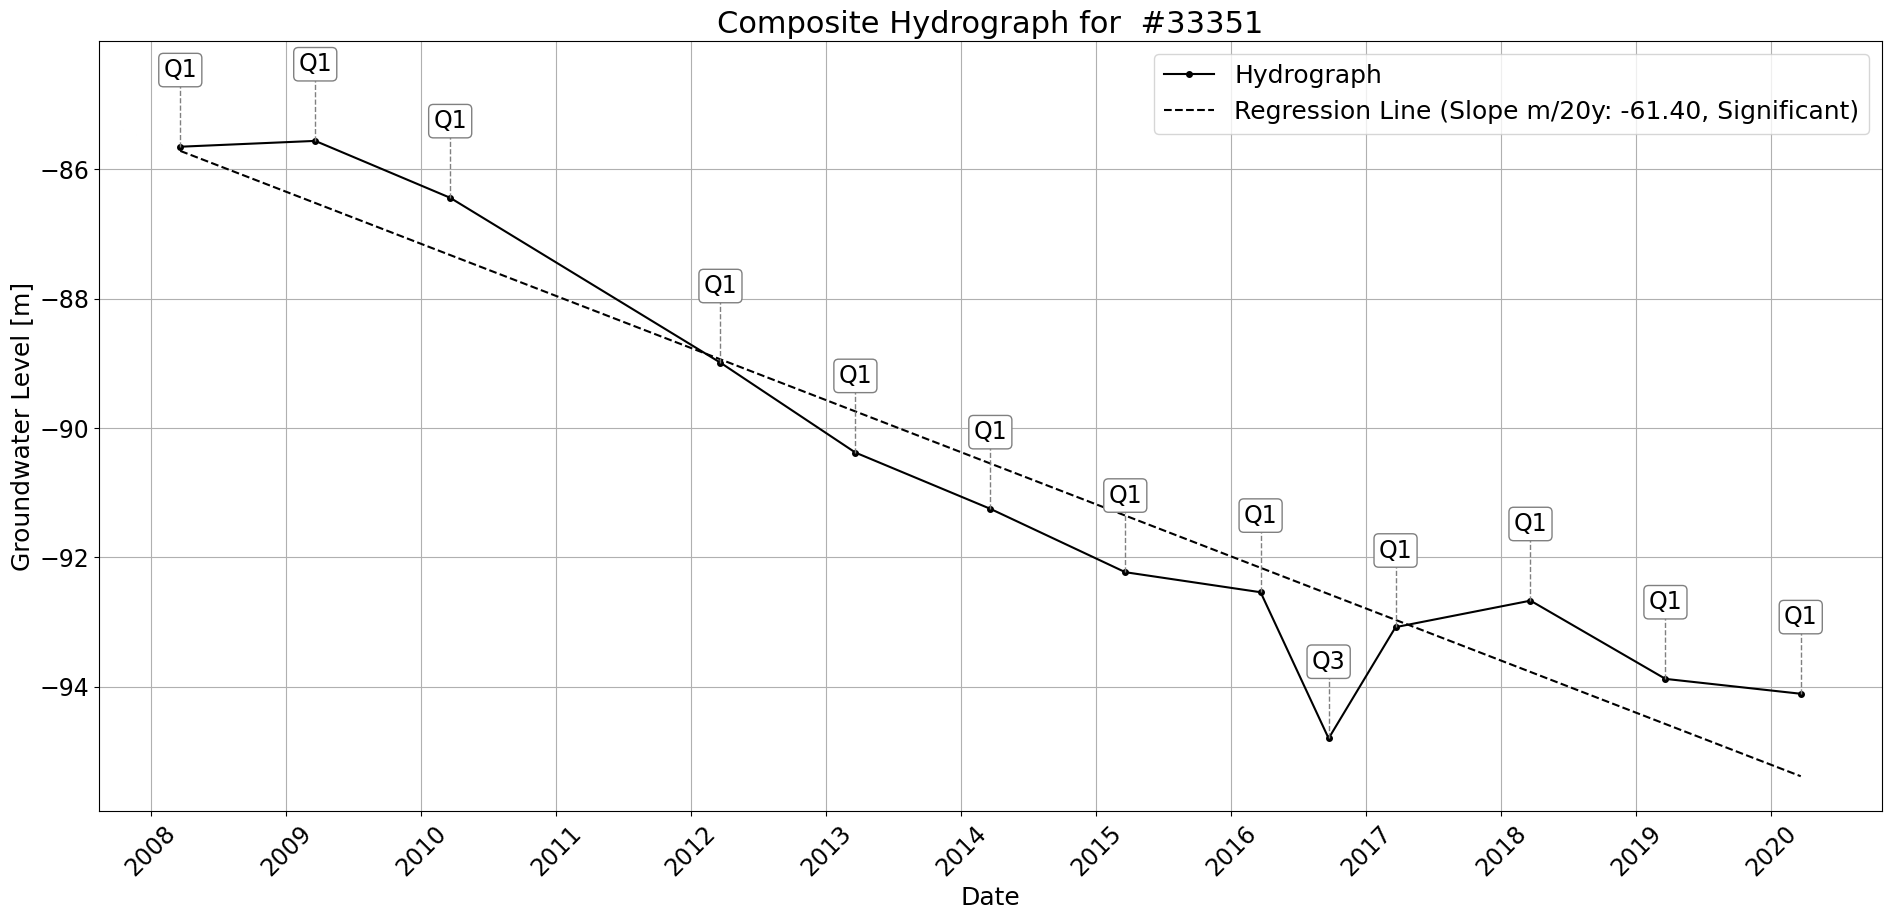 Composite Hydrograph for  #33351
Hydrograph
Regression Line (Slope m/20y: -61.40, Significant)
Q1
Q1
Q1
Q1
Q1
Q1
Q1
Q1
Q3
Q1
Q1
Q1
Q1
Groundwater Level [m]
−86
−88
−90
−92
−94
2008
2009
2010
2011
2012
2013
2014
2015
2016
2017
2018
2019
2020
Date